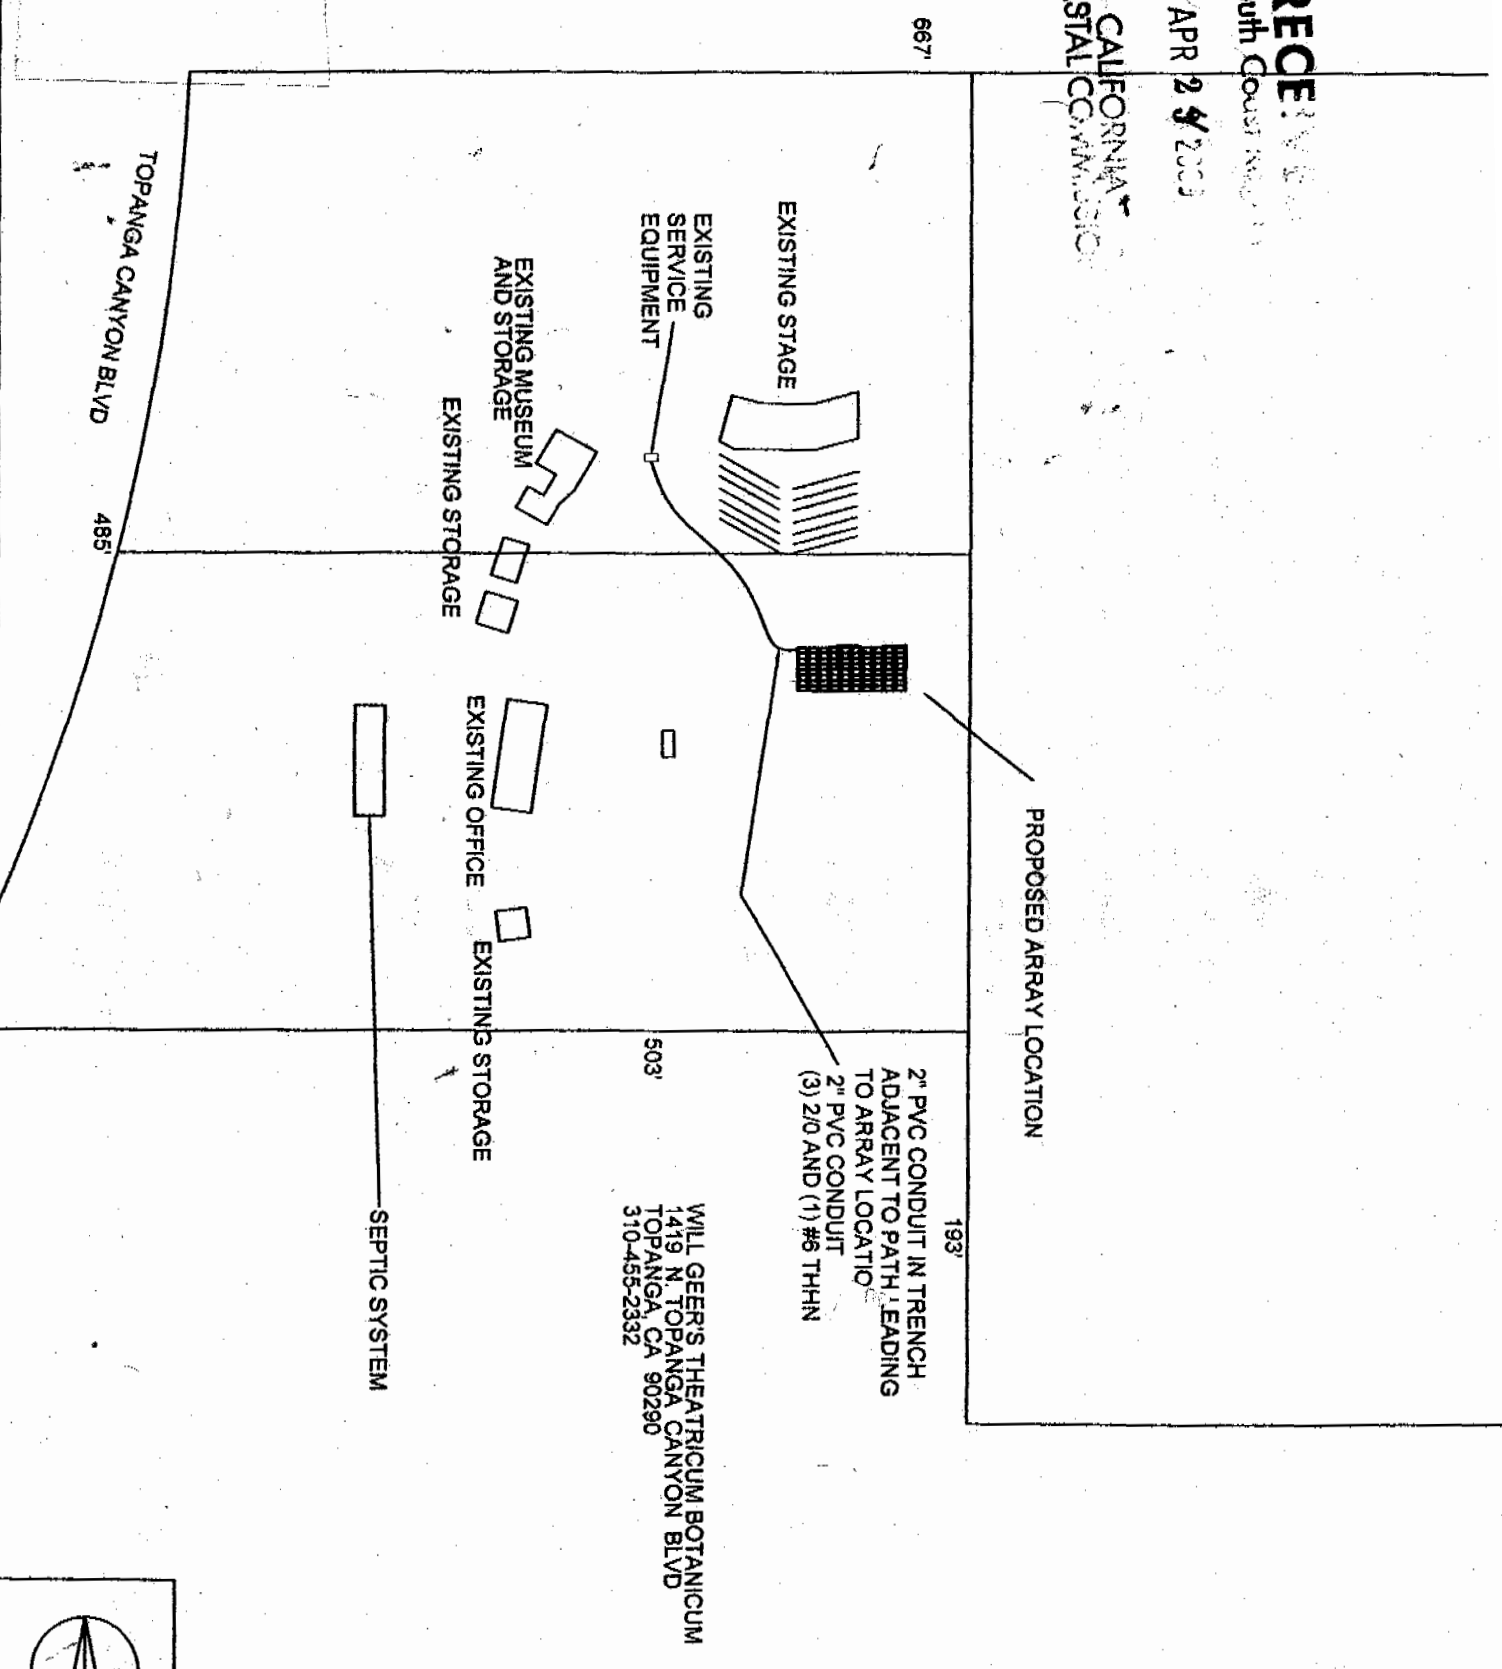 RECE
uth Coast
APR 2
CALIFORNIA
STAL
667'
EXISTING STAGE
EXISTING
SERVICE
EQUIPMENT
EXISTING MUSEUM
AND STORAGE
EXISTING STORAGE
TOPANGA CANYON BLVD
485'
PROPOSED ARRAY LOCATION
EXISTING OFFICE
EXISTING STORAGE
503'
193'
2" PVC CONDUIT IN TRENCH
ADJACENT TO PATH LEADING
TO ARRAY LOCATIO
2" PVC CONDUIT
(3) 2/0 AND (1) #6 THHN
WILL GEER'S THEATRICUM BOTANICUM
1419 N. TOPANGA CANYON BLVD
TOPANGA, CA 90290
310-455-2332
SEPTIC SYSTEM